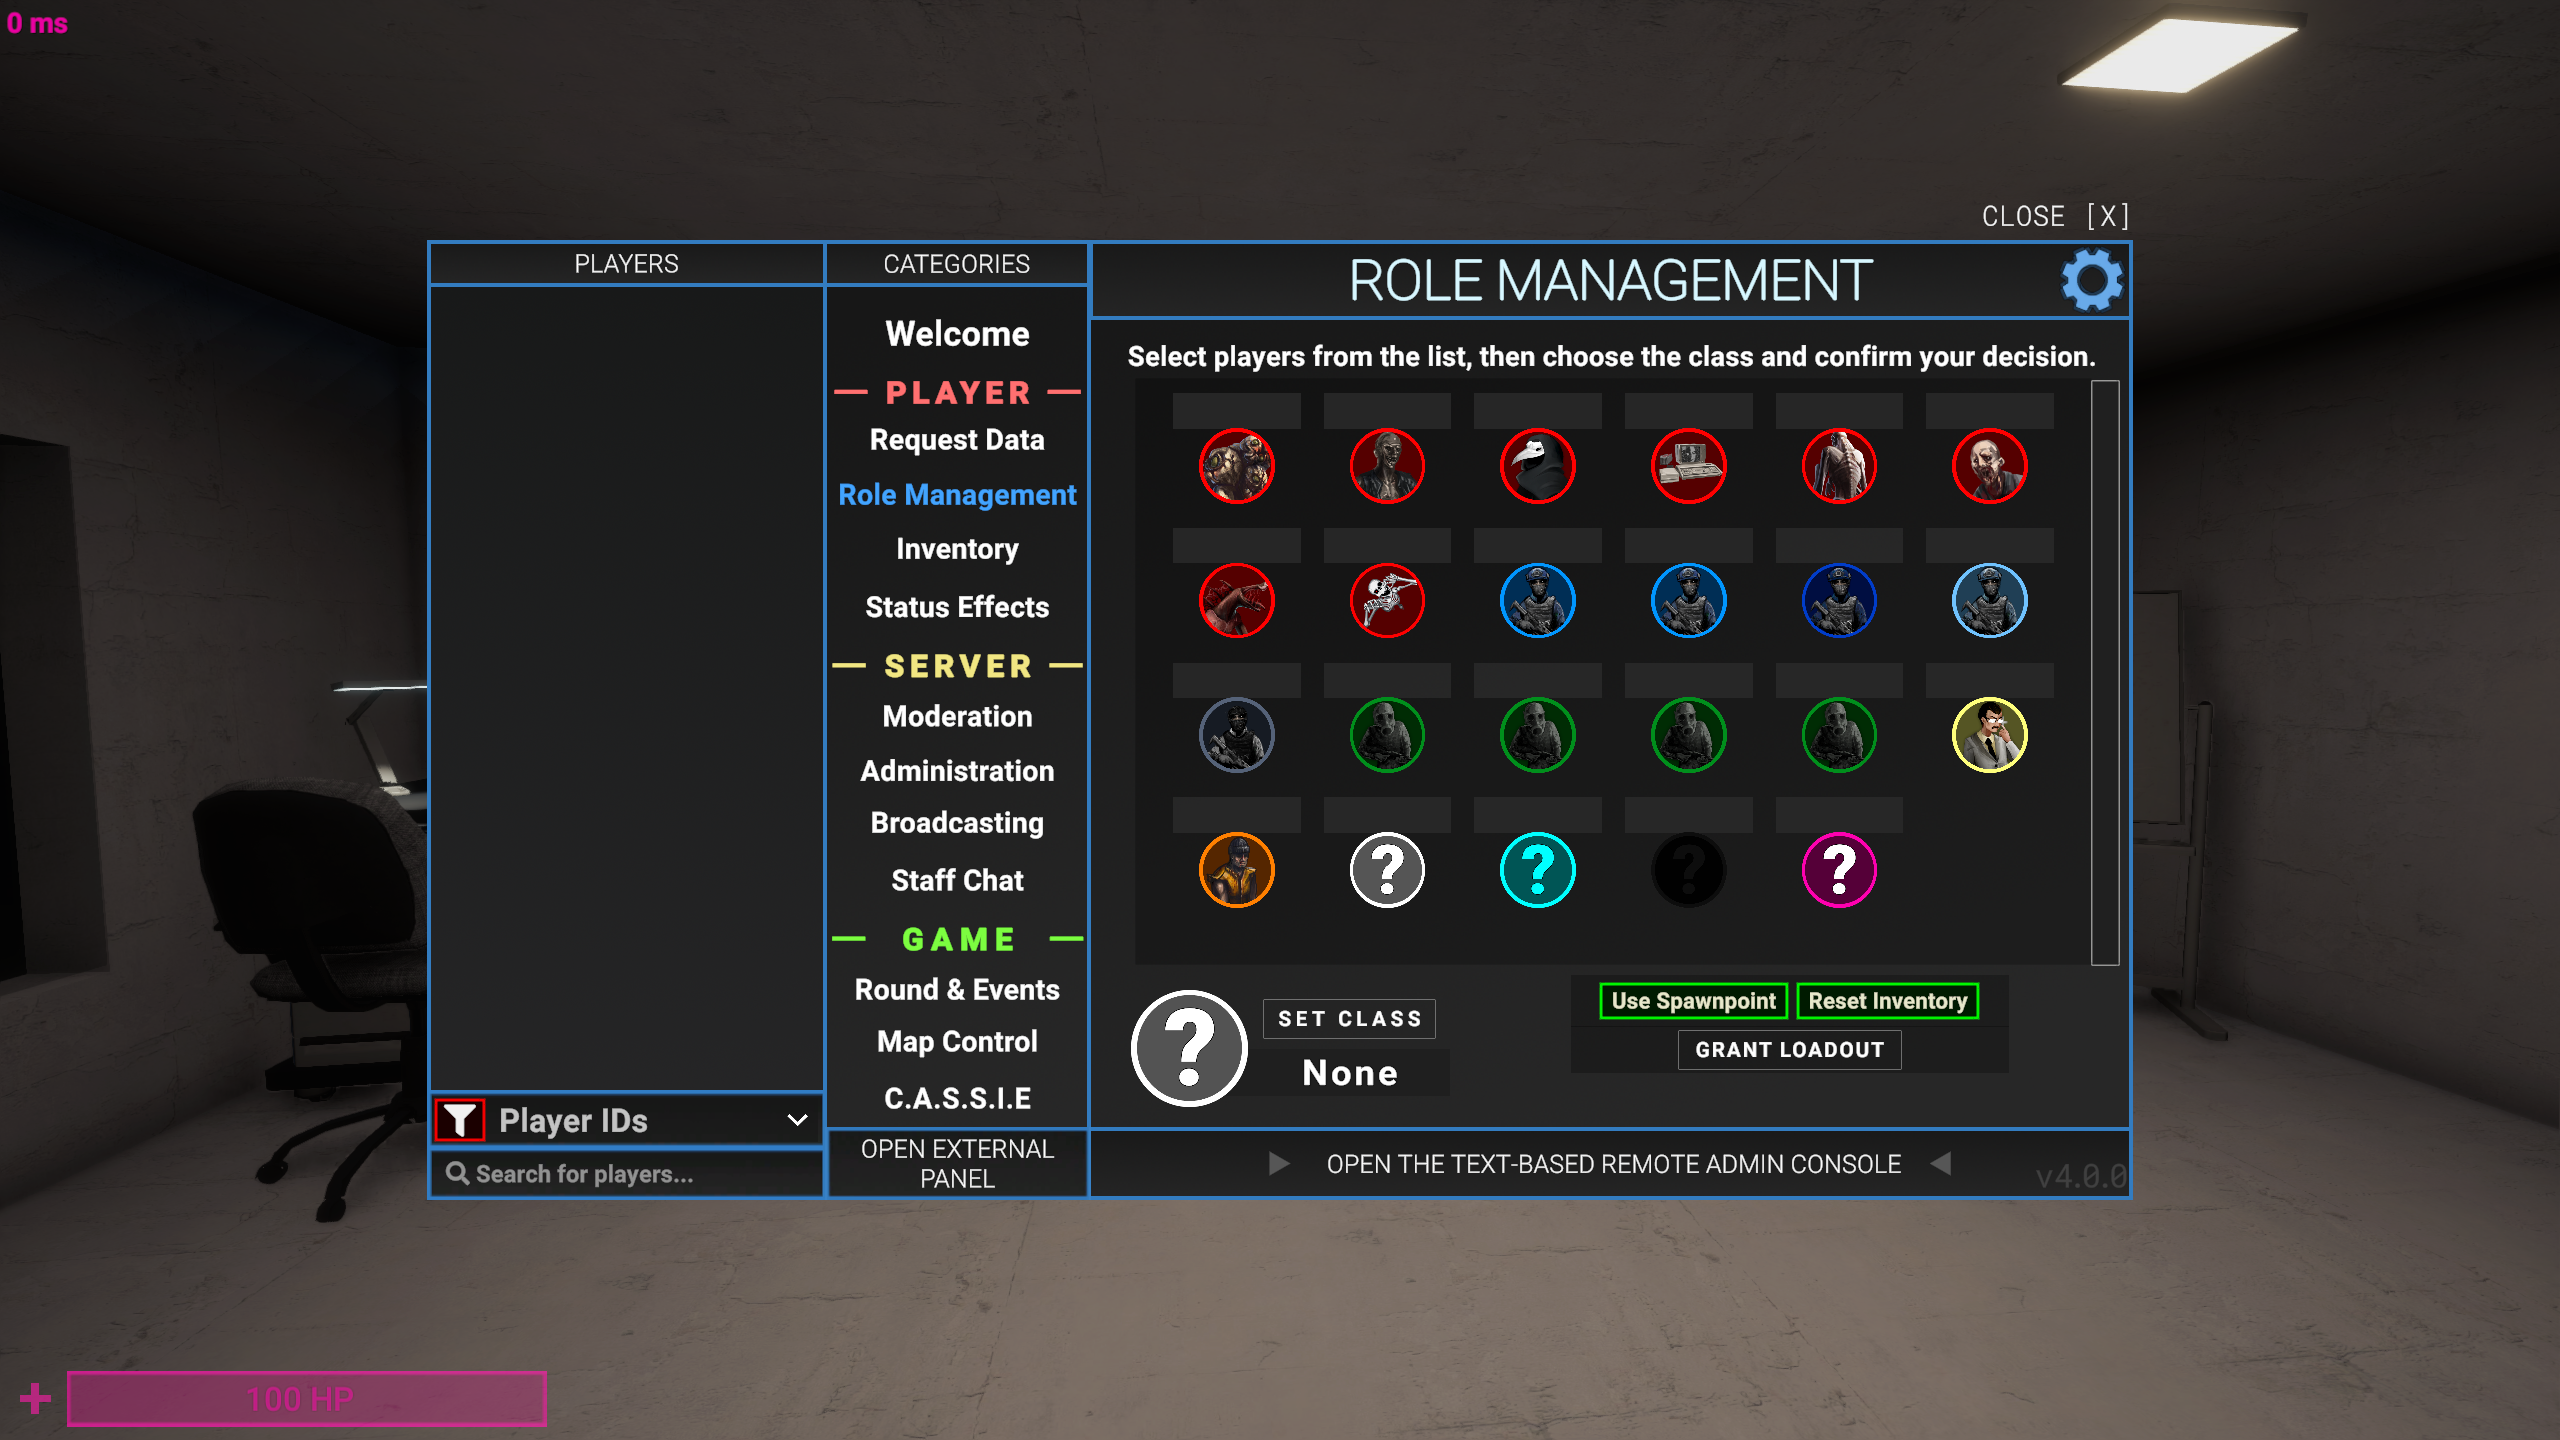 0 ms
CLOSE [X]
PLAYERS
CATEGORIES
ROLE MANAGEMENT
Welcome
PLAYER
Request Data
Role Management
Inventory
Status Effects
SERVER
Moderation
Administration
Broadcasting
Staff Chat
GAME
Round & Events
Map Control
C.A.S.S.I.E
Select players from the list, then choose the class and confirm your decision.
?
?
?
?
?
SET CLASS
None
Use Spawnpoint
Reset Inventory
GRANT LOADOUT
Player IDs
Search for players...
OPEN EXTERNAL
PANEL
OPEN THE TEXT-BASED REMOTE ADMIN CONSOLE
v4.0.0
100 HP